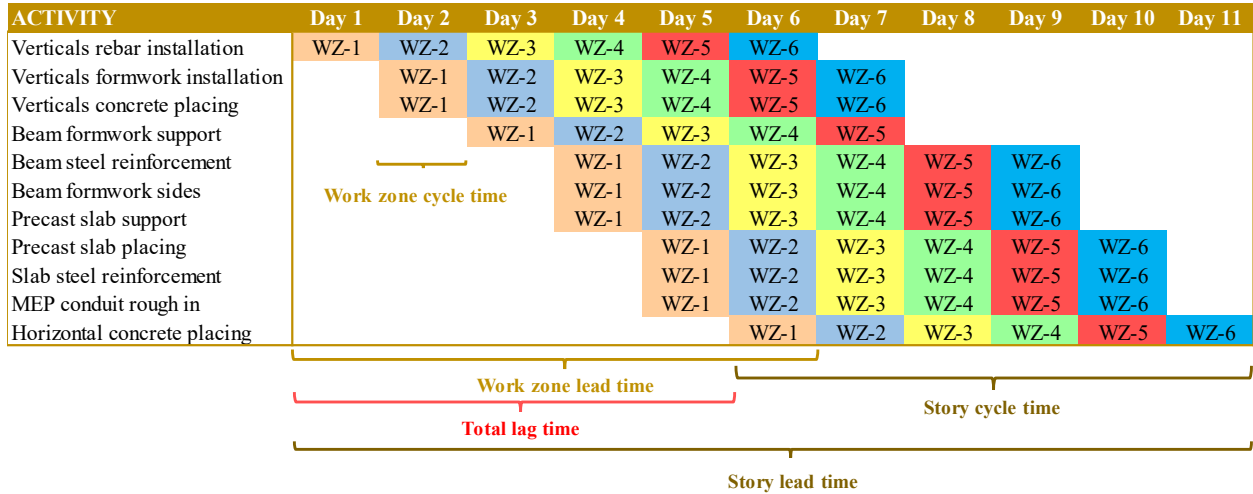 ACTIVITY Day 1 Day 2 Day 3 Day 4 Day 5 Day 6 Day 7 Day 8 Day 9 Day 10 Day 11
Verticals rebar installation WZ-1 WZ-2 WZ-3 WZ-4 WZ-5 WZ-6
Verticals formwork installation WZ-1 WZ-2 WZ-3 WZ-4 WZ-5 WZ-6
Verticals concrete placing WZ-1 WZ-2 WZ-3 WZ-4 WZ-5 WZ-6
Beam formwork support WZ-1 WZ-2 WZ-3 WZ-4 WZ-5
Beam steel reinforcement WZ-1 WZ-2 WZ-3 WZ-4 WZ-5 WZ-6
Beam formwork sides WZ-1 WZ-2 WZ-3 WZ-4 WZ-5 WZ-6
Precast slab support WZ-1 WZ-2 WZ-3 WZ-4 WZ-5 WZ-6
Precast slab placing WZ-1 WZ-2 WZ-3 WZ-4 WZ-5 WZ-6
Slab steel reinforcement WZ-1 WZ-2 WZ-3 WZ-4 WZ-5 WZ-6
MEP conduit rough in WZ-1 WZ-2 WZ-3 WZ-4 WZ-5 WZ-6
Horizontal concrete placing WZ-1 WZ-2 WZ-3 WZ-4 WZ-5 WZ-6
Work zone cycle time
Work zone lead time
Story cycle time
Total lag time
Story lead time